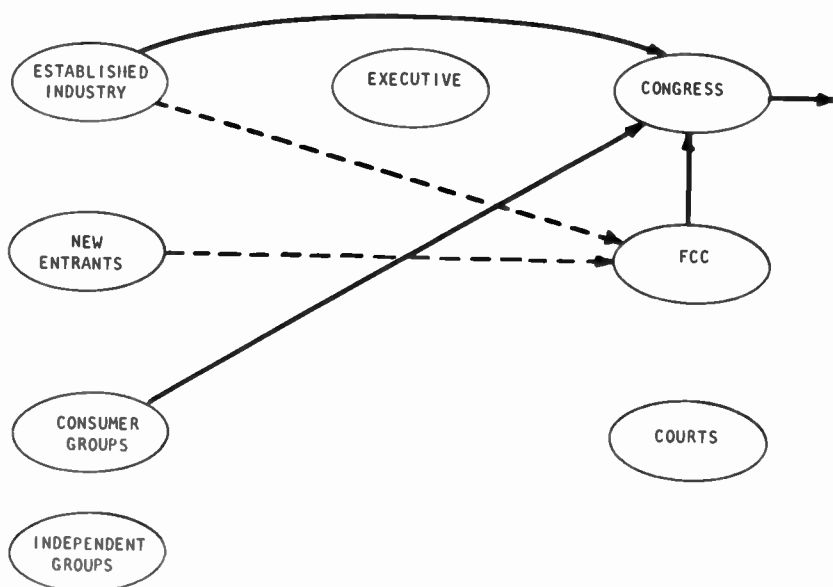 ESTABLISHED
INDUSTRY
EXECUTIVE
CONGRESS
NEW
ENTRANTS
FCC
CONSUMER
GROUPS
COURTS
INDEPENDENT
GROUPS